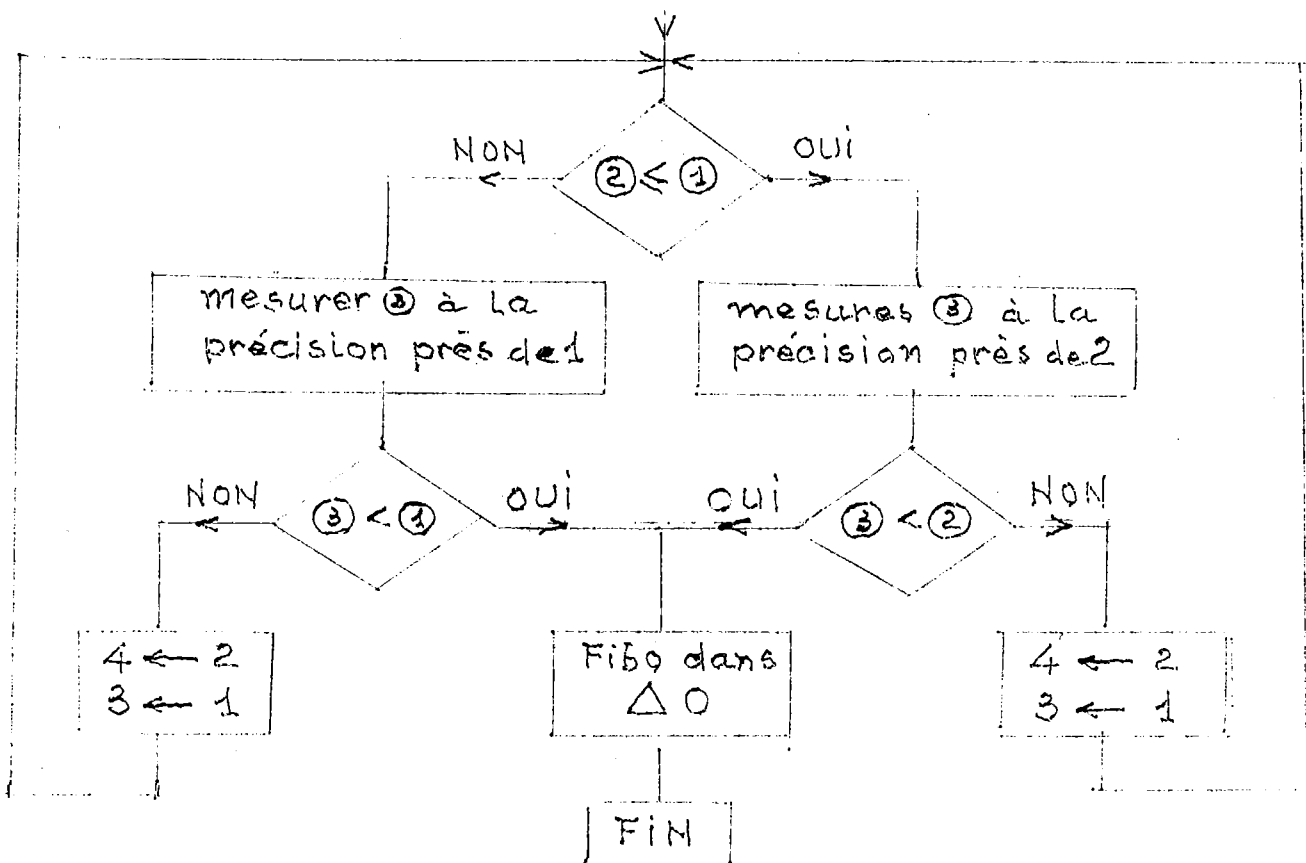 NON
② ≤ ①
OUI
mesurer ③ à la
précision près de 1
mesures ③ à la
précision près de 2
NON
③ < ①
OUI
OUI
③ < ②
NON
4 ← 2
3 ← 1
Fibo dans
△ O
4 ← 2
3 ← 1
FiN